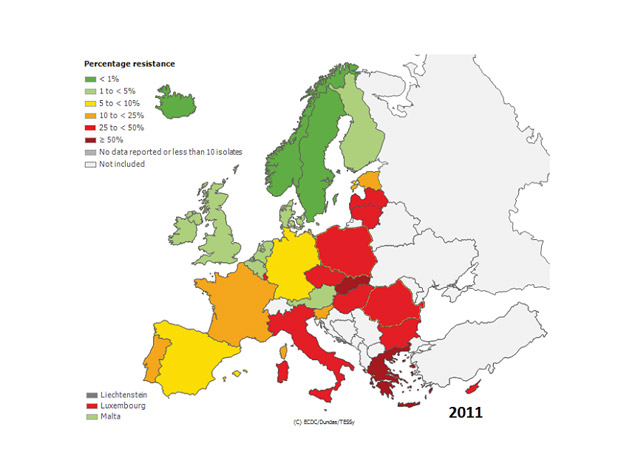 Percentage resistance
< 1%
1 to < 5%
5 to < 10%
10 to < 25%
25 to < 50%
≥ 50%
No data reported or less than 10 isolates
Not included
Liechtenstein
Luxembourg
Malta
2011
(C) ECDC/Dundas/TESSy